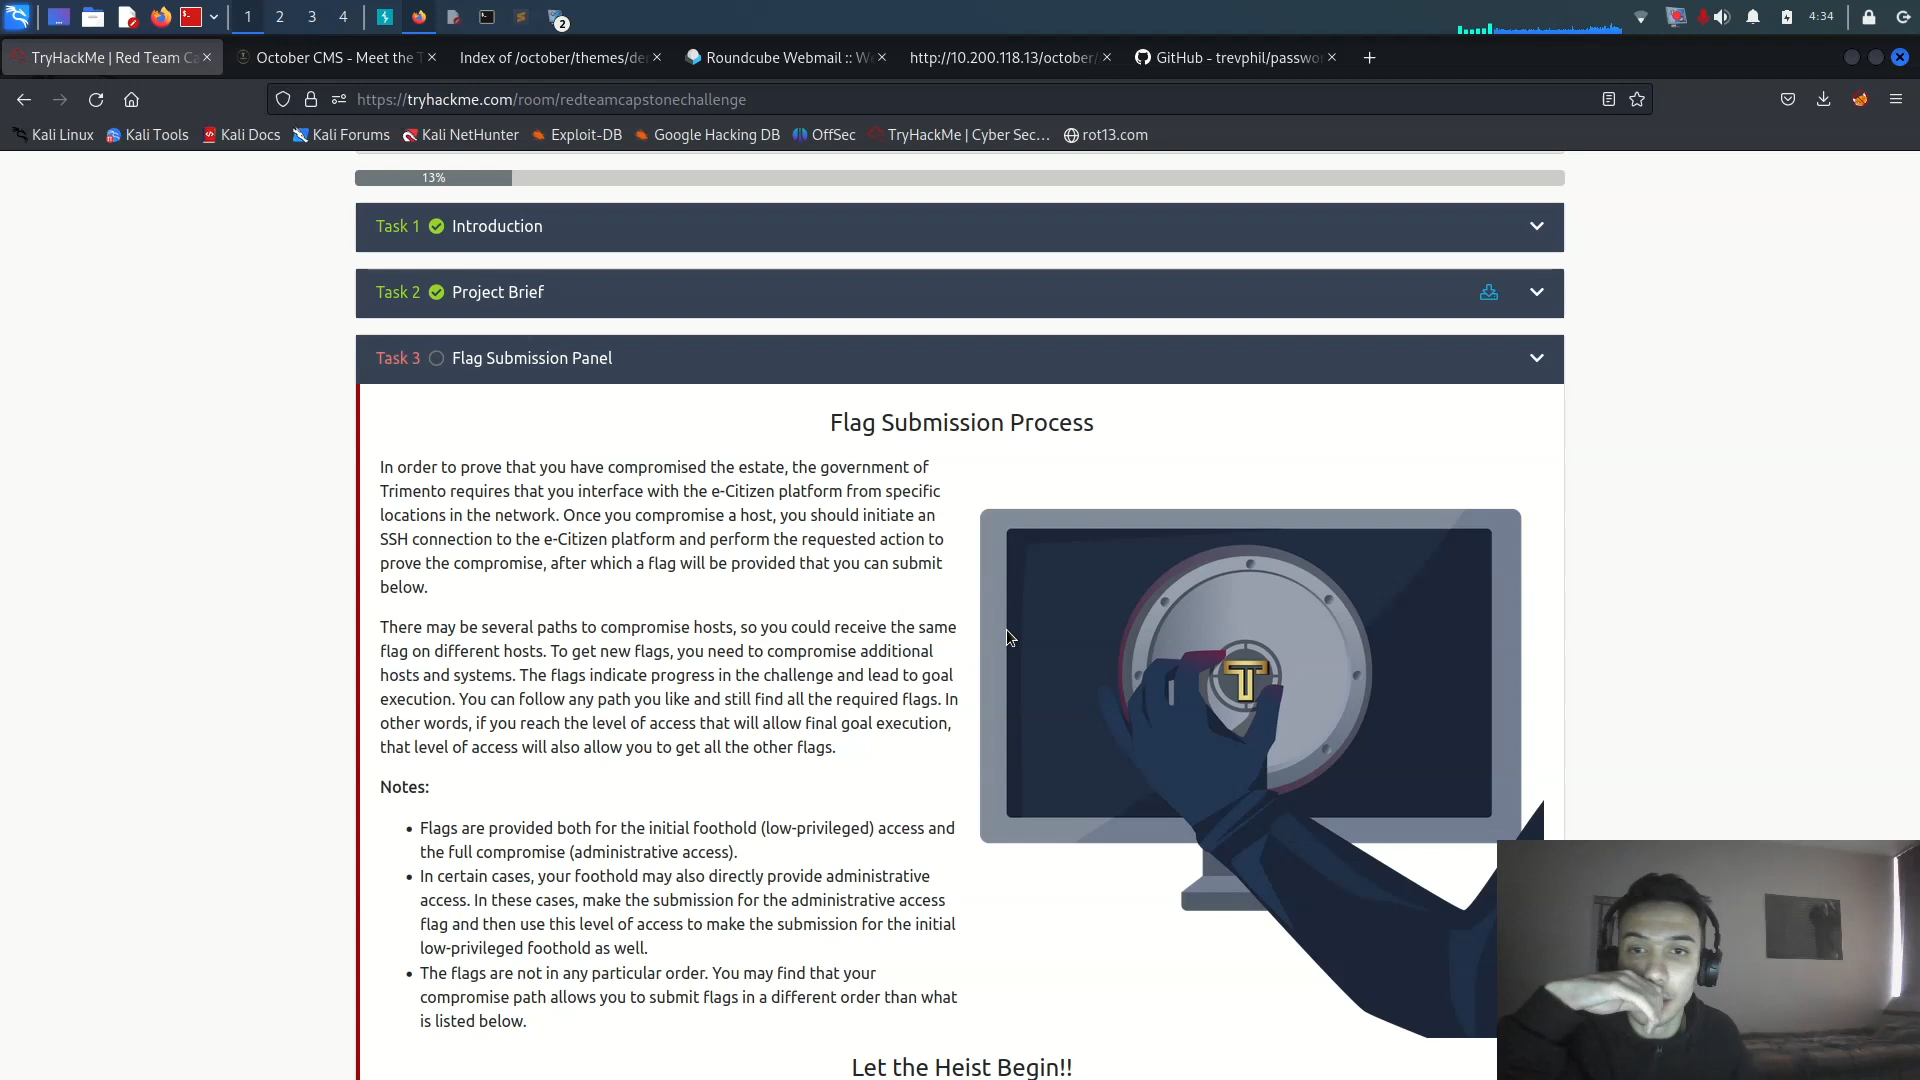 1 2 3 4 2 4:34
TryHackMe | Red Team Ca October CMS - Meet the T Index of /october/themes/de Roundcube Webmail :: We http://10.200.118.13/october/ GitHub - trevphil/passwor
https://tryhackme.com/room/redteamcapstonechallenge
Kali Linux Kali Tools Kali Docs Kali Forums Kali NetHunter Exploit-DB Google Hacking DB OffSec TryHackMe | Cyber Sec... rot13.com
13%
Task 1 Introduction
Task 2 Project Brief
Task 3 Flag Submission Panel
Flag Submission Process
In order to prove that you have compromised the estate, the government of
Trimento requires that you interface with the e-Citizen platform from specific
locations in the network. Once you compromise a host, you should initiate an
SSH connection to the e-Citizen platform and perform the requested action to
prove the compromise, after which a flag will be provided that you can submit
below.
There may be several paths to compromise hosts, so you could receive the same
flag on different hosts. To get new flags, you need to compromise additional
hosts and systems. The flags indicate progress in the challenge and lead to goal
execution. You can follow any path you like and still find all the required flags. In
other words, if you reach the level of access that will allow final goal execution,
that level of access will also allow you to get all the other flags.
T
Notes:
• Flags are provided both for the initial foothold (low-privileged) access and
the full compromise (administrative access).
• In certain cases, your foothold may also directly provide administrative
access. In these cases, make the submission for the administrative access
flag and then use this level of access to make the submission for the initial
low-privileged foothold as well.
• The flags are not in any particular order. You may find that your
compromise path allows you to submit flags in a different order than what
is listed below.
Let the Heist Begin!!